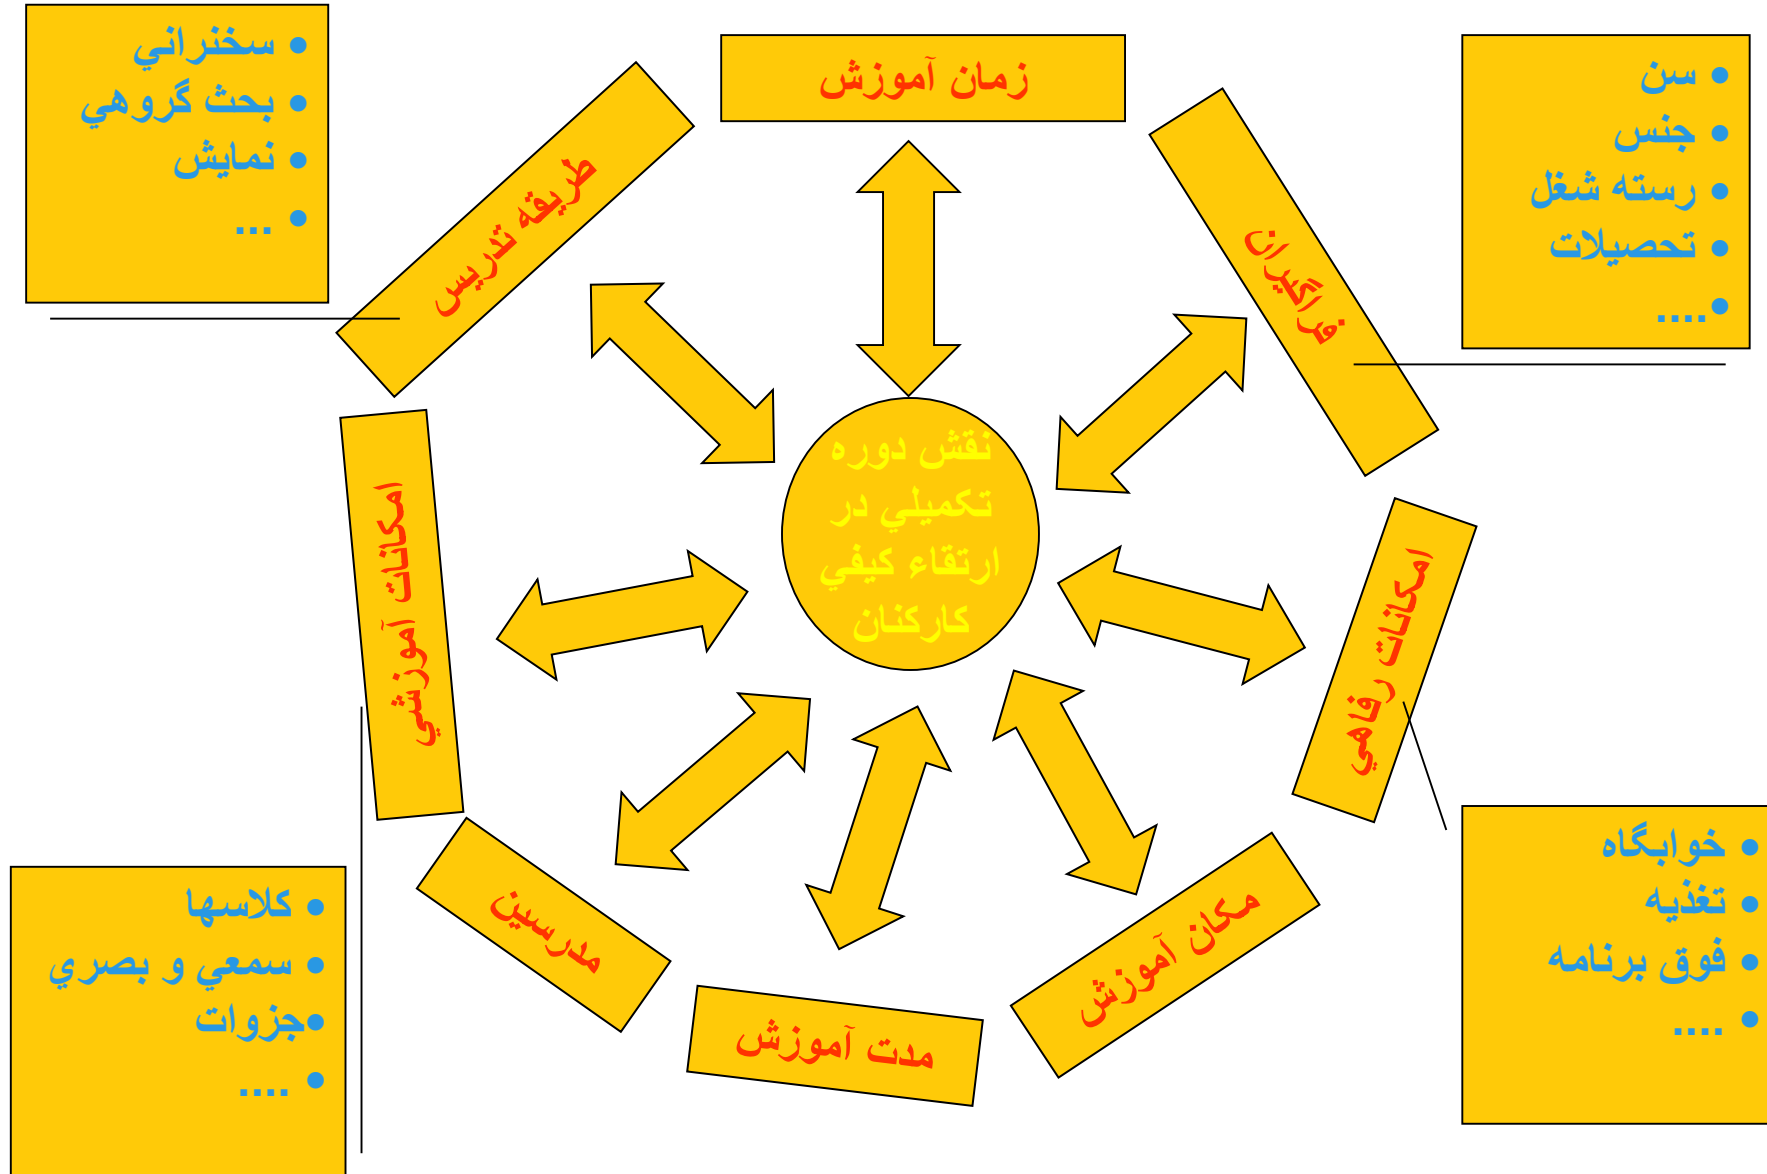 زمان آموزش
• سن
• جنس
• رسته شغل
• تحصيلات
•....
فراگيران
امكانات رفاهي
• خوابگاه
• تغذيه
• فوق برنامه
• ....
مكان آموزش
مدت آموزش
مدرسين
امكانات آموزشي
• كلاسها
• سمعي و بصري
•جزوات
• ....
طريقه تدريس
• سخنراني
• بحث گروهي
• نمايش
• ...
نقش دوره
تكميلي در
ارتقاء كيفي
كاركنان